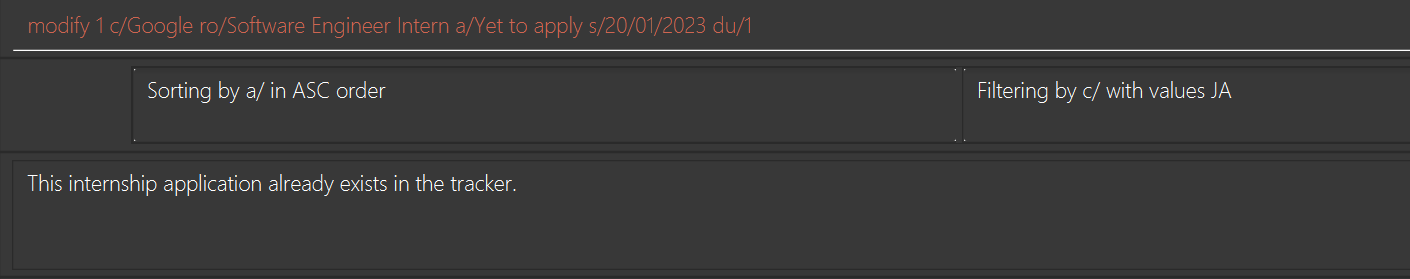 modify 1 c/Google ro/Software Engineer Intern a/Yet to apply s/20/01/2023 du/1
Sorting by a/ in ASC order
Filtering by c/ with values JA
This internship application already exists in the tracker.